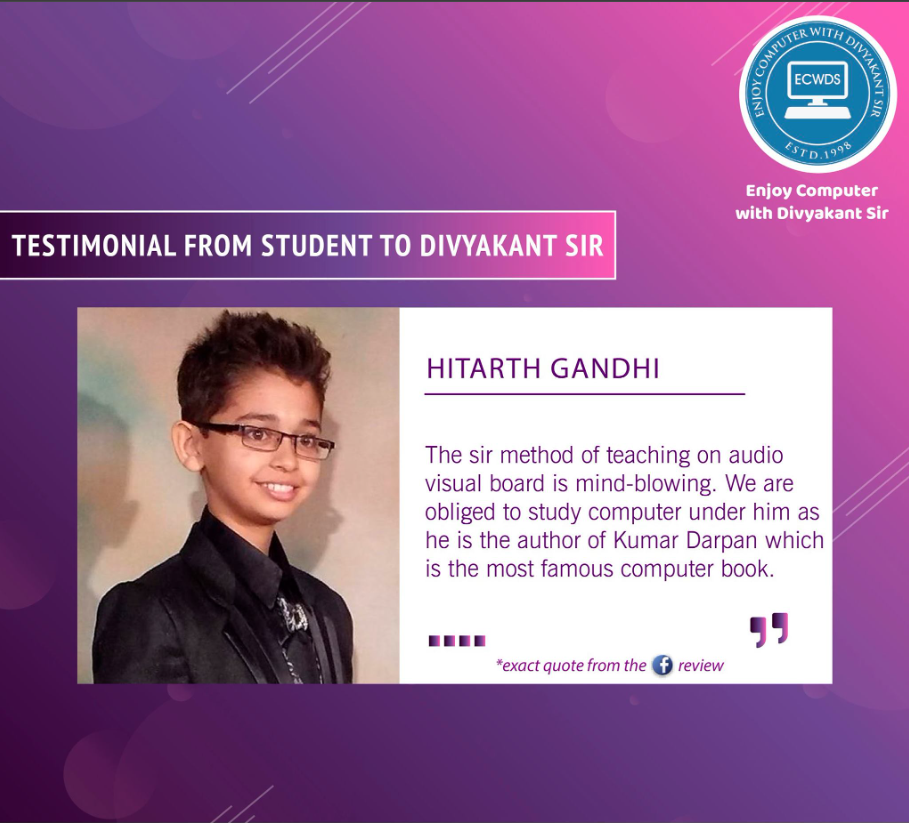 ENJOY COMPUTER WITH DIVYAKANT SIR
ECWDS
ESTD.1998
Enjoy Computer
with Divyakant Sir
TESTIMONIAL FROM STUDENT TO DIVYAKANT SIR
HITARTH GANDHI
The sir method of teaching on audio
visual board is mind-blowing. We are
obliged to study computer under him as
he is the author of Kumar Darpan which
is the most famous computer book.
....
”
*exact quote from the f review